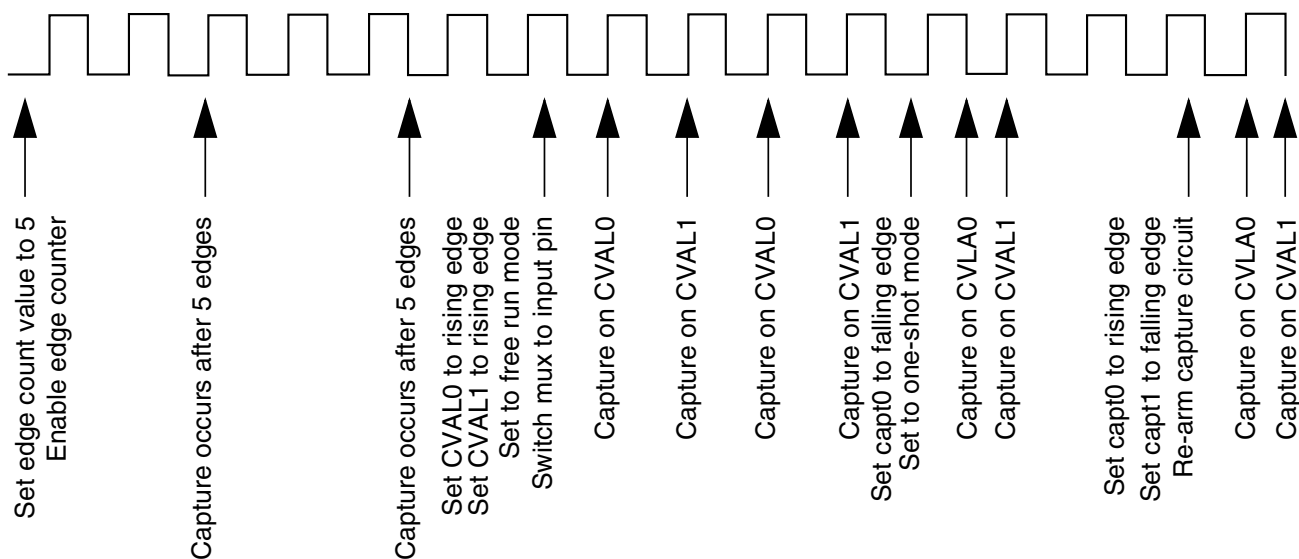 Set edge count value to 5
Enable edge counter
Capture occurs after 5 edges
Capture occurs after 5 edges
Set CVAL0 to rising edge
Set CVAL1 to rising edge
Set to free run mode
Switch mux to input pin
Capture on CVAL0
Capture on CVAL1
Capture on CVAL0
Capture on CVAL1
Set capt0 to falling edge
Set to one-shot mode
Capture on CVLA0
Capture on CVAL1
Set capt0 to rising edge
Set capt1 to falling edge
Re-arm capture circuit
Capture on CVLA0
Capture on CVAL1